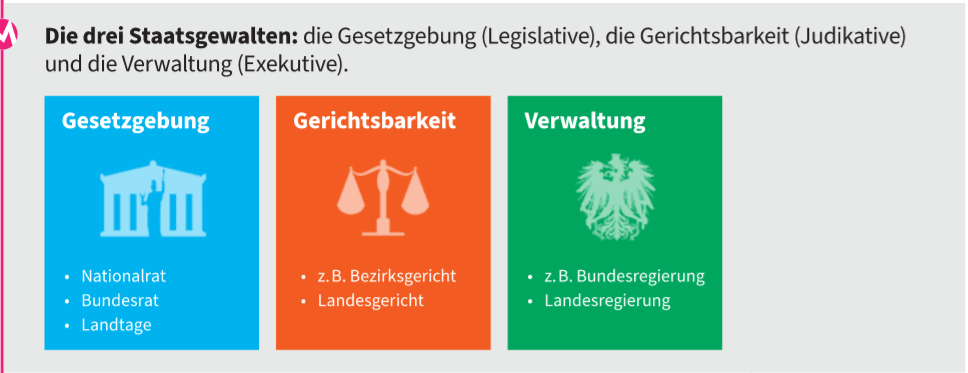 Die drei Staatsgewalten: die Gesetzgebung (Legislative), die Gerichtsbarkeit (Judikative)
und die Verwaltung (Exekutive).
Gesetzgebung
• Nationalrat
• Bundesrat
• Landtage
Gerichtsbarkeit
• z. B. Bezirksgericht
• Landesgericht
Verwaltung
• z. B. Bundesregierung
• Landesregierung